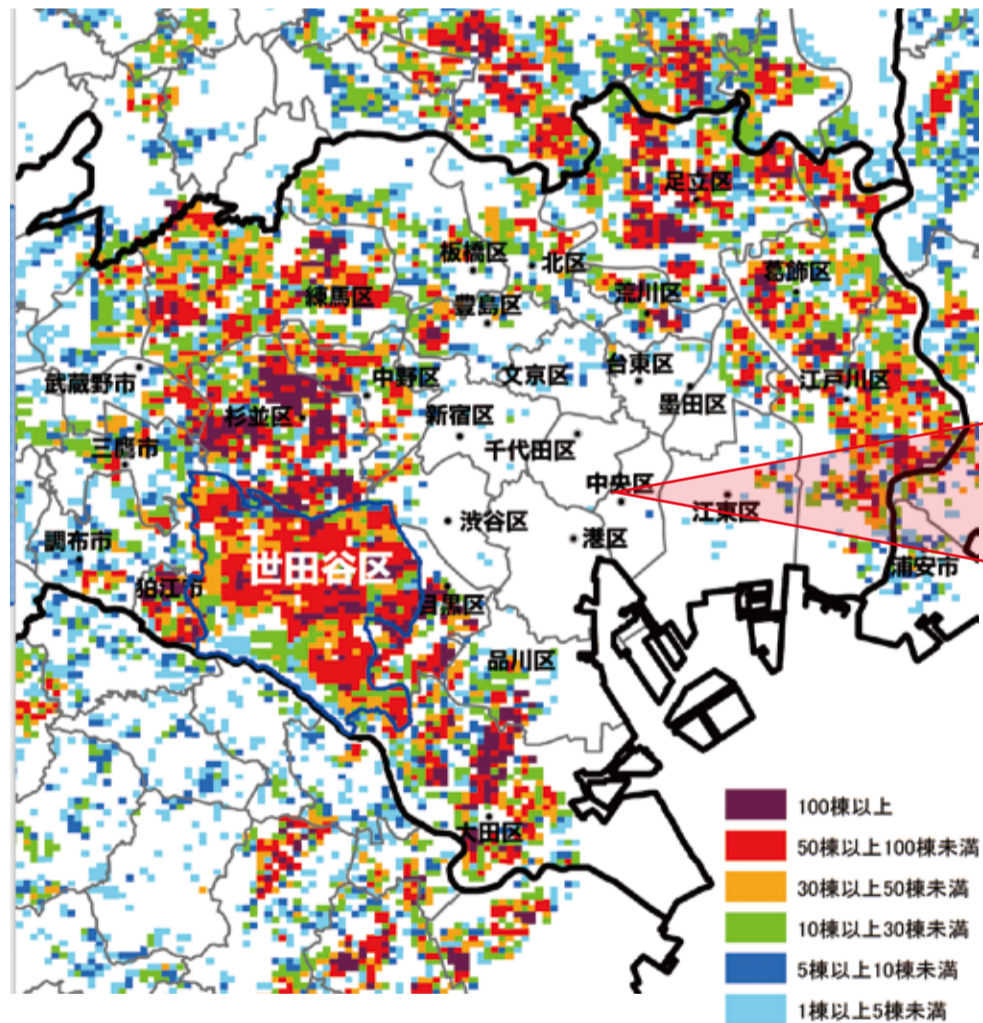 足立区
板橋区
北区
葛飾区
練馬区
荒川区
豊島区
台東区
武蔵野市
中野区
文京区
江戸川区
墨田区
杉並区
新宿区
三鷹市
千代田区
中央区
江東区
調布市
渋谷区
港区
世田谷区
浦安市
狛江市
目黒区
品川区
大田区
100棟以上
50棟以上100棟未満
30棟以上50棟未満
10棟以上30棟未満
5棟以上10棟未満
1棟以上5棟未満